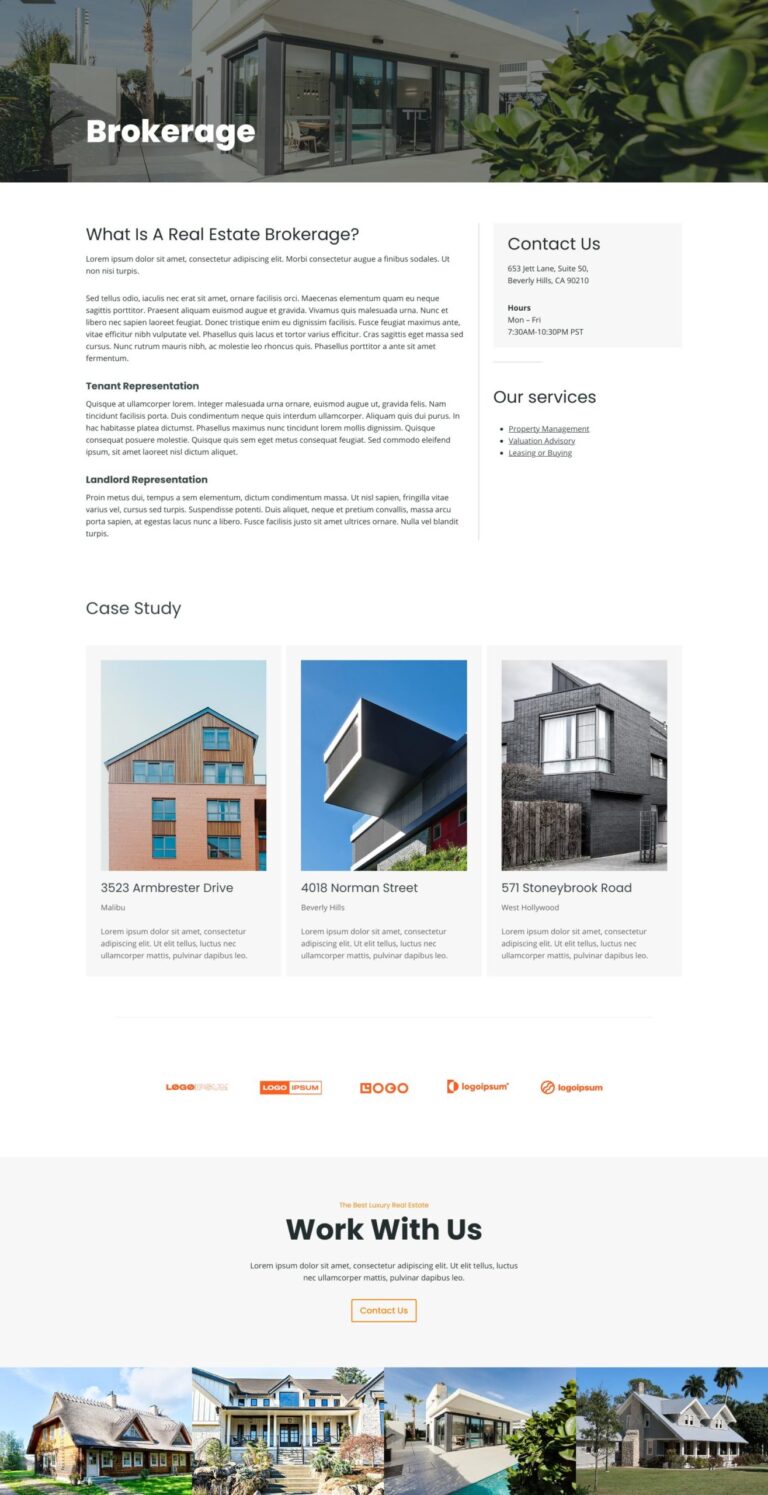 Brokerage
What Is A Real Estate Brokerage?
Lorem ipsum dolor sit amet, consectetur adipiscing elit. Morbi consectetur augue a finibus sodales. Ut
non nisi turpis.
Sed tellus odio, iaculis nec erat sit amet, ornare facilisis orci. Maecenas elementum quam eu neque
sagittis porttitor. Praesent aliquam euismod augue et gravida. Vivamus quis malesuada urna. Nunc et
libero nec sapien laoreet feugiat. Donec tristique enim eu dignissim facilisis. Fusce feugiat maximus ante,
vitae efficitur nibh vulputate vel. Phasellus quis lacus et tortor varius efficitur. Cras sagittis eget massa sed
cursus. Nunc rutrum mauris nibh, ac molestie leo rhoncus quis. Phasellus porttitor a ante sit amet
fermentum.
Tenant Representation
Quisque at ullamcorper lorem. Integer malesuada urna ornare, euismod augue ut, gravida felis. Nam
tincidunt facilisis porta. Duis condimentum neque quis interdum ullamcorper. Aliquam quis dui purus. In
hac habitasse platea dictumst. Phasellus maximus nunc tincidunt lorem mollis dignissim. Quisque
consequat posuere molestie. Quisque quis sem eget metus consequat feugiat. Sed commodo eleifend
ipsum, sit amet laoreet nisl dictum aliquet.
Landlord Representation
Proin metus dui, tempus a sem elementum, dictum condimentum massa. Ut nisl sapien, fringilla vitae
varius vel, cursus sed turpis. Suspendisse potenti. Duis aliquet, neque et pretium convallis, massa arcu
porta sapien, at egestas lacus nunc a libero. Fusce facilisis justo sit amet ultrices ornare. Nulla vel blandit
turpis.
Contact Us
653 Jett Lane, Suite 50,
Beverly Hills, CA 90210
Hours
Mon – Fri
7:30AM-10:30PM PST
Our services
Property Management
Valuation Advisory
Leasing or Buying
Case Study
3523 Armbrester Drive
Malibu
Lorem ipsum dolor sit amet, consectetur
adipiscing elit. Ut elit tellus, luctus nec
ullamcorper mattis, pulvinar dapibus leo.
4018 Norman Street
Beverly Hills
Lorem ipsum dolor sit amet, consectetur
adipiscing elit. Ut elit tellus, luctus nec
ullamcorper mattis, pulvinar dapibus leo.
571 Stoneybrook Road
West Hollywood
Lorem ipsum dolor sit amet, consectetur
adipiscing elit. Ut elit tellus, luctus nec
ullamcorper mattis, pulvinar dapibus leo.
LOGOIPSUM
LOGO IPSUM
LOGO
logoipsum
logoipsum
The Best Luxury Real Estate
Work With Us
Lorem ipsum dolor sit amet, consectetur adipiscing elit. Ut elit tellus, luctus
nec ullamcorper mattis, pulvinar dapibus leo.
Contact Us